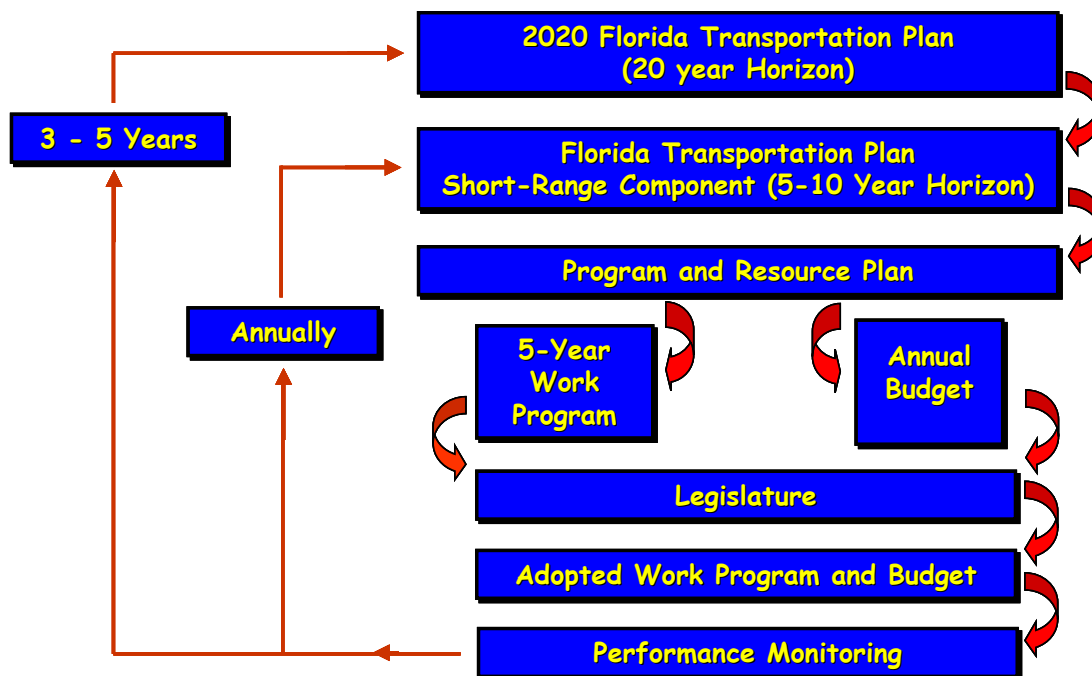 2020 Florida Transportation Plan
(20 year Horizon)
3 - 5 Years
Florida Transportation Plan
Short-Range Component (5-10 Year Horizon)
Program and Resource Plan
Annually
5-Year
Work
Program
Annual
Budget
Legislature
Adopted Work Program and Budget
Performance Monitoring